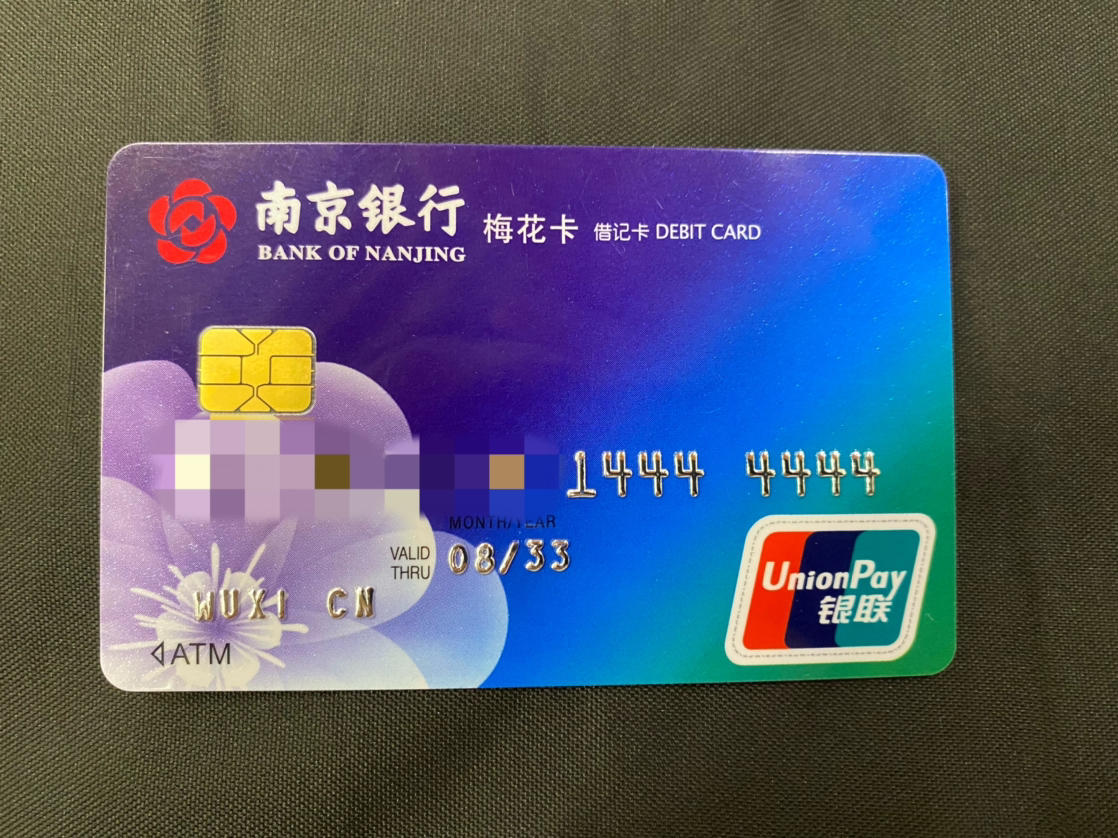 南京银行 梅花卡 借记卡 DEBIT CARD
BANK OF NANJING
1444 4444
MONTH/YEAR
VALID THRU 08/33
WUXI CN
ATM
UnionPay
银联